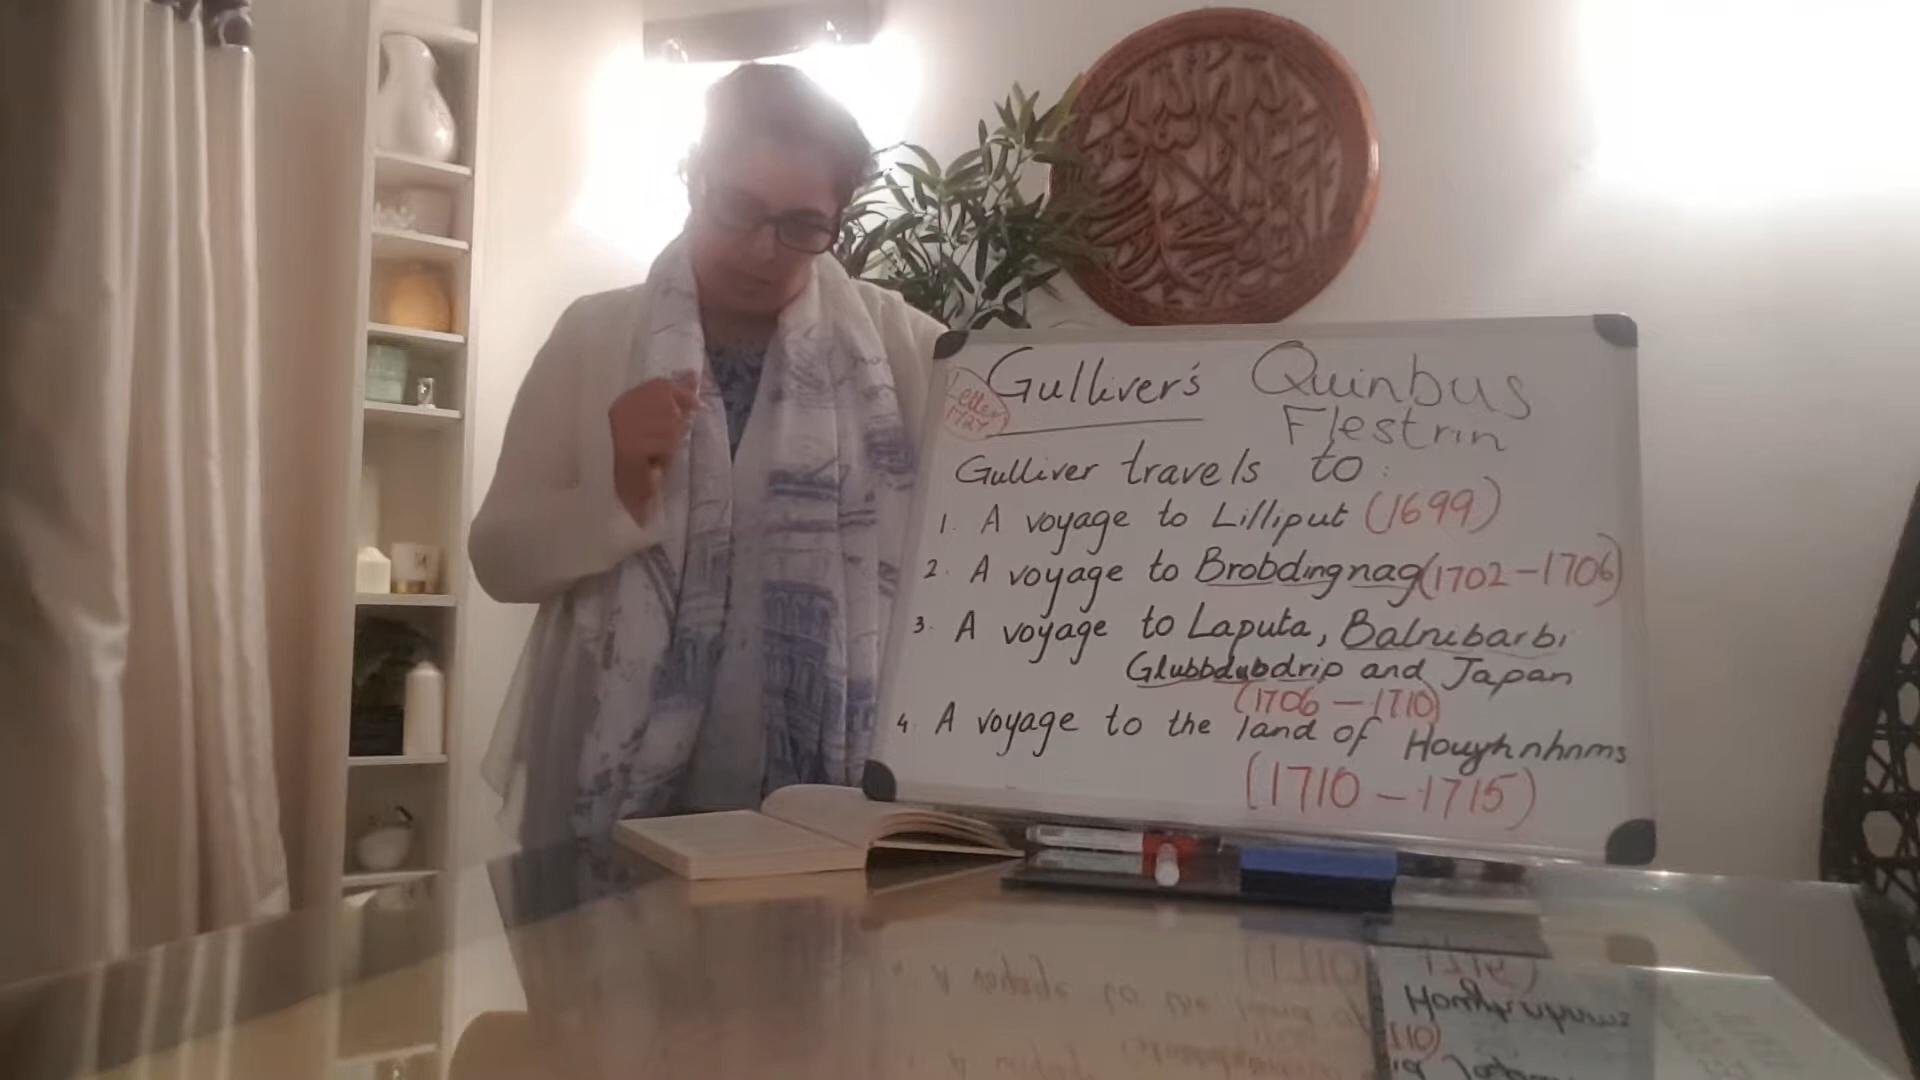 Letter
1727
Gulliver's
Quinbus
Flestrin
Gulliver travels to:
1. A voyage to Lilliput (1699)
2. A voyage to Brobdingnag (1702 – 1706)
3. A voyage to Laputa, Balnibarbi
Glubbdubdrip and Japan
(1706 – 1710)
4. A voyage to the land of Houyhnhnms
(1710 – 1715)